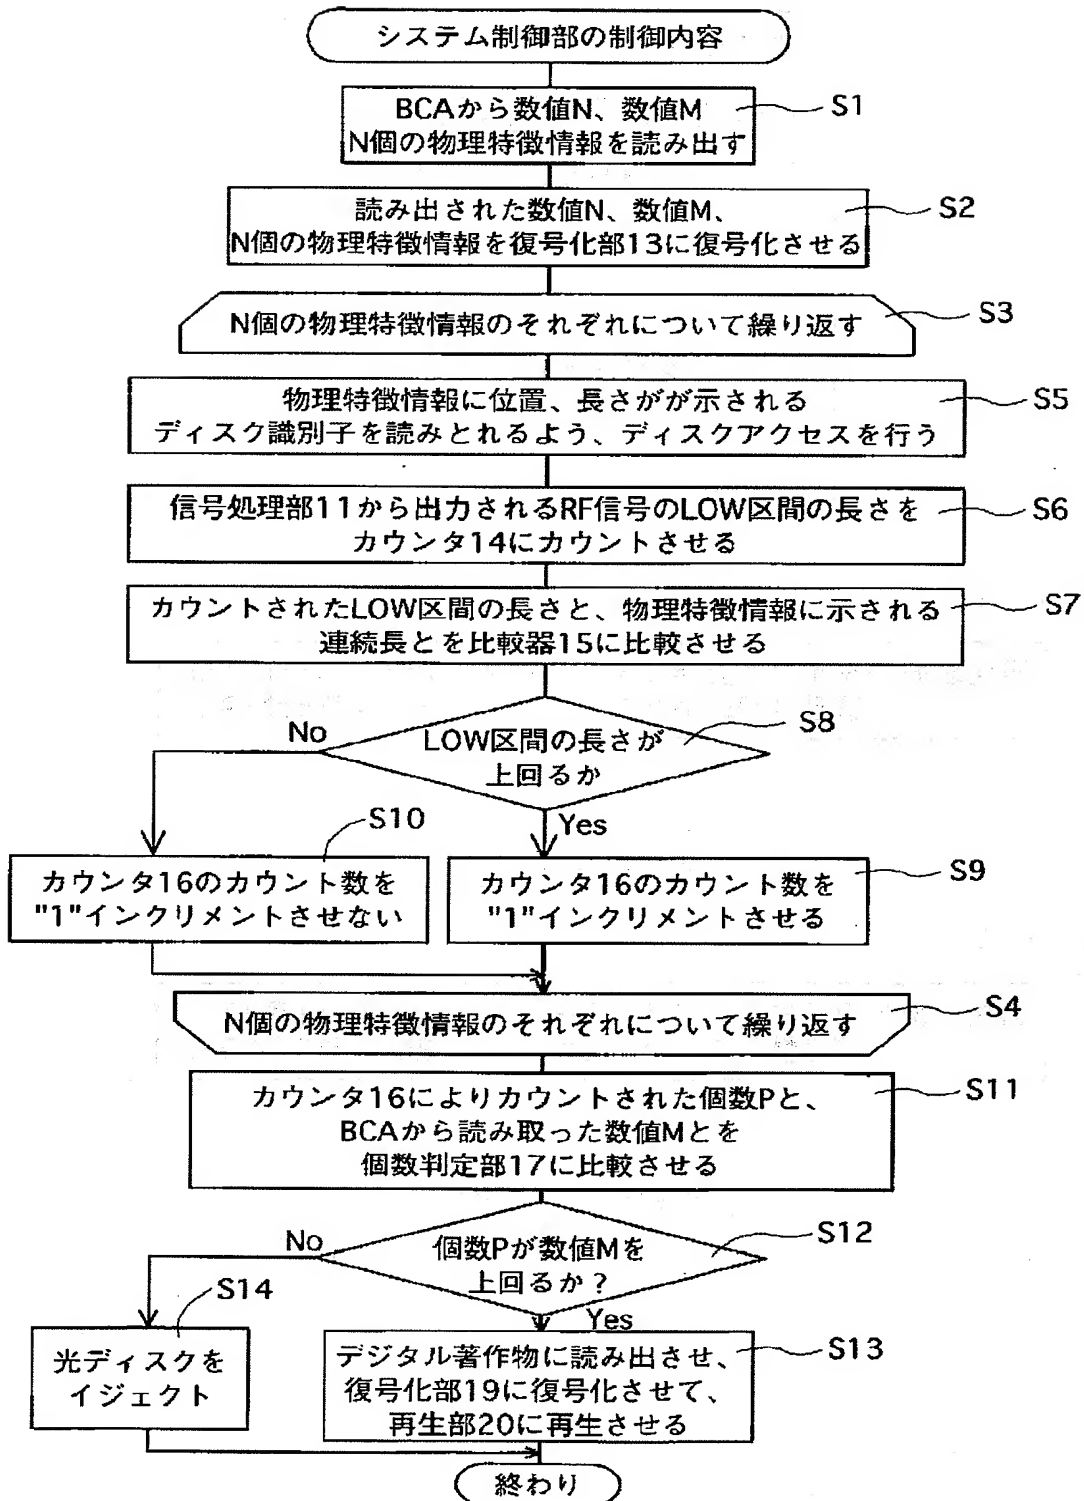 システム制御部の制御内容
BCAから数値N、数値M
N個の物理特徴情報を読み出す
S1
読み出された数値N、数値M、
N個の物理特徴情報を復号化部13に復号化させる
S2
N個の物理特徴情報のそれぞれについて繰り返す
S3
物理特徴情報に位置、長さがが示される
ディスク識別子を読みとれるよう、ディスクアクセスを行う
S5
信号処理部11から出力されるRF信号のLOW区間の長さを
カウンタ14にカウントさせる
S6
カウントされたLOW区間の長さと、物理特徴情報に示される
連続長とを比較器15に比較させる
S7
LOW区間の長さが
上回るか
S8
No
Yes
S10
カウンタ16のカウント数を
"1"インクリメントさせない
カウンタ16のカウント数を
"1"インクリメントさせる
S9
N個の物理特徴情報のそれぞれについて繰り返す
S4
カウンタ16によりカウントされた個数Pと、
BCAから読み取った数値Mとを
個数判定部17に比較させる
S11
個数Pが数値Mを
上回るか？
S12
No
Yes
S14
光ディスクを
イジェクト
デジタル著作物に読み出させ、
復号化部19に復号化させて、
再生部20に再生させる
S13
終わり